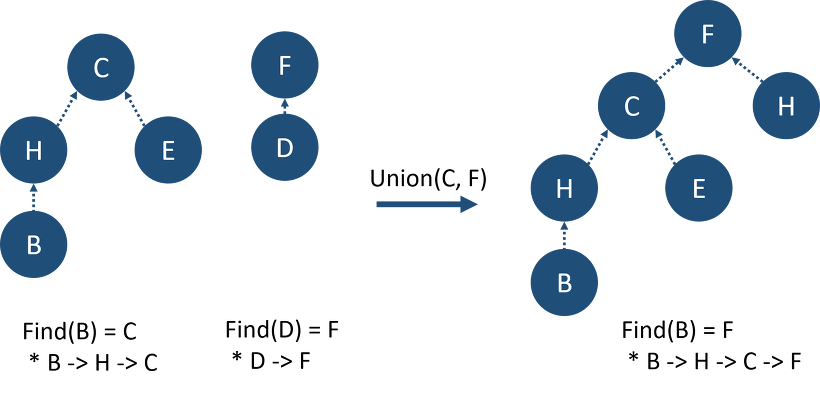 C
H
E
B
F
D
Find(B) = C
* B -> H -> C
Find(D) = F
* D -> F
Union(C, F)
F
C
H
H
E
B
Find(B) = F
* B -> H -> C -> F